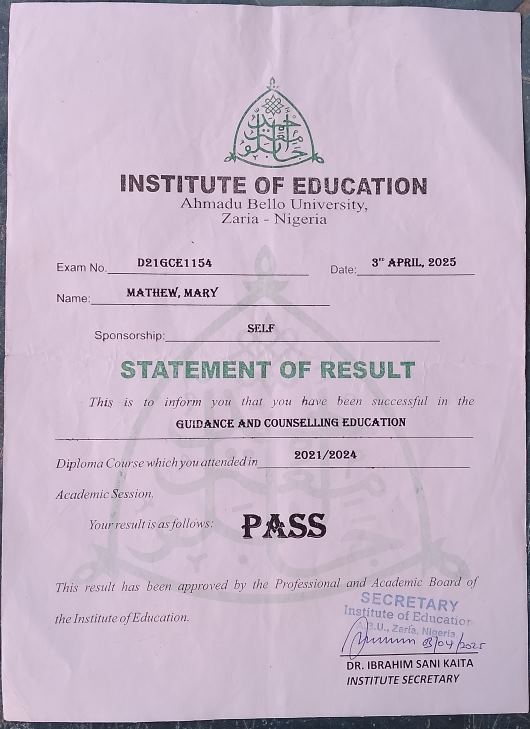 INSTITUTE OF EDUCATION
Ahmadu Bello University,
Zaria - Nigeria
Exam No. D21GCE1154 Date: 3ʳᵈ APRIL, 2025
Name: MATHEW, MARY
Sponsorship: SELF
STATEMENT OF RESULT
This is to inform you that you have been successful in the
GUIDANCE AND COUNSELLING EDUCATION
Diploma Course which you attended in 2021/2024
Academic Session.
Your result is as follows: PASS
This result has been approved by the Professional and Academic Board of
the Institute of Education.
SECRETARY
Institute of Education
A.B.U., Zaria, Nigeria
03/04/2025
DR. IBRAHIM SANI KAITA
INSTITUTE SECRETARY